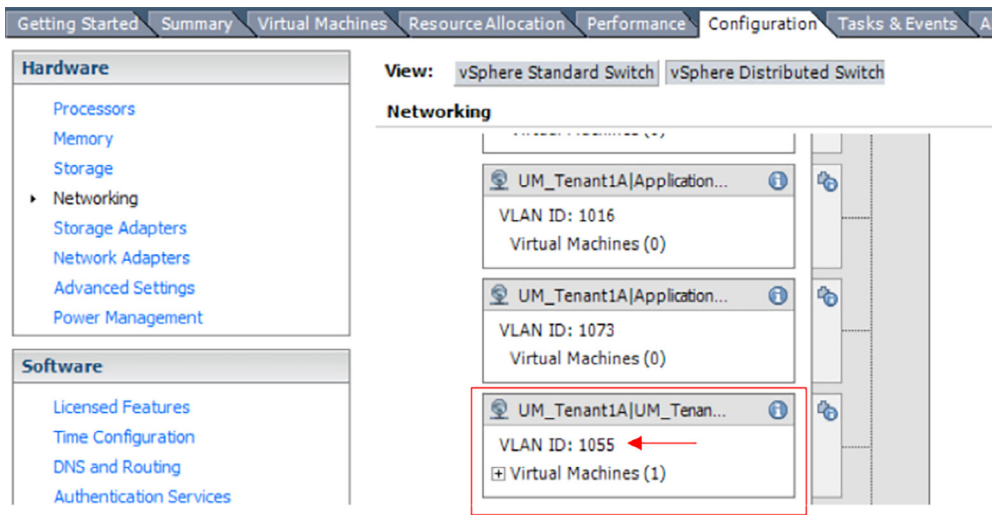 Getting Started Summary Virtual Machines Resource Allocation Performance Configuration Tasks & Events A
Hardware
Processors
Memory
Storage
Networking
Storage Adapters
Network Adapters
Advanced Settings
Power Management
Software
Licensed Features
Time Configuration
DNS and Routing
Authentication Services
View: vSphere Standard Switch vSphere Distributed Switch
Networking
UM_Tenant1A|Application...
VLAN ID: 1016
Virtual Machines (0)
UM_Tenant1A|Application...
VLAN ID: 1073
Virtual Machines (0)
UM_Tenant1A|UM_Tenan...
VLAN ID: 1055
Virtual Machines (1)